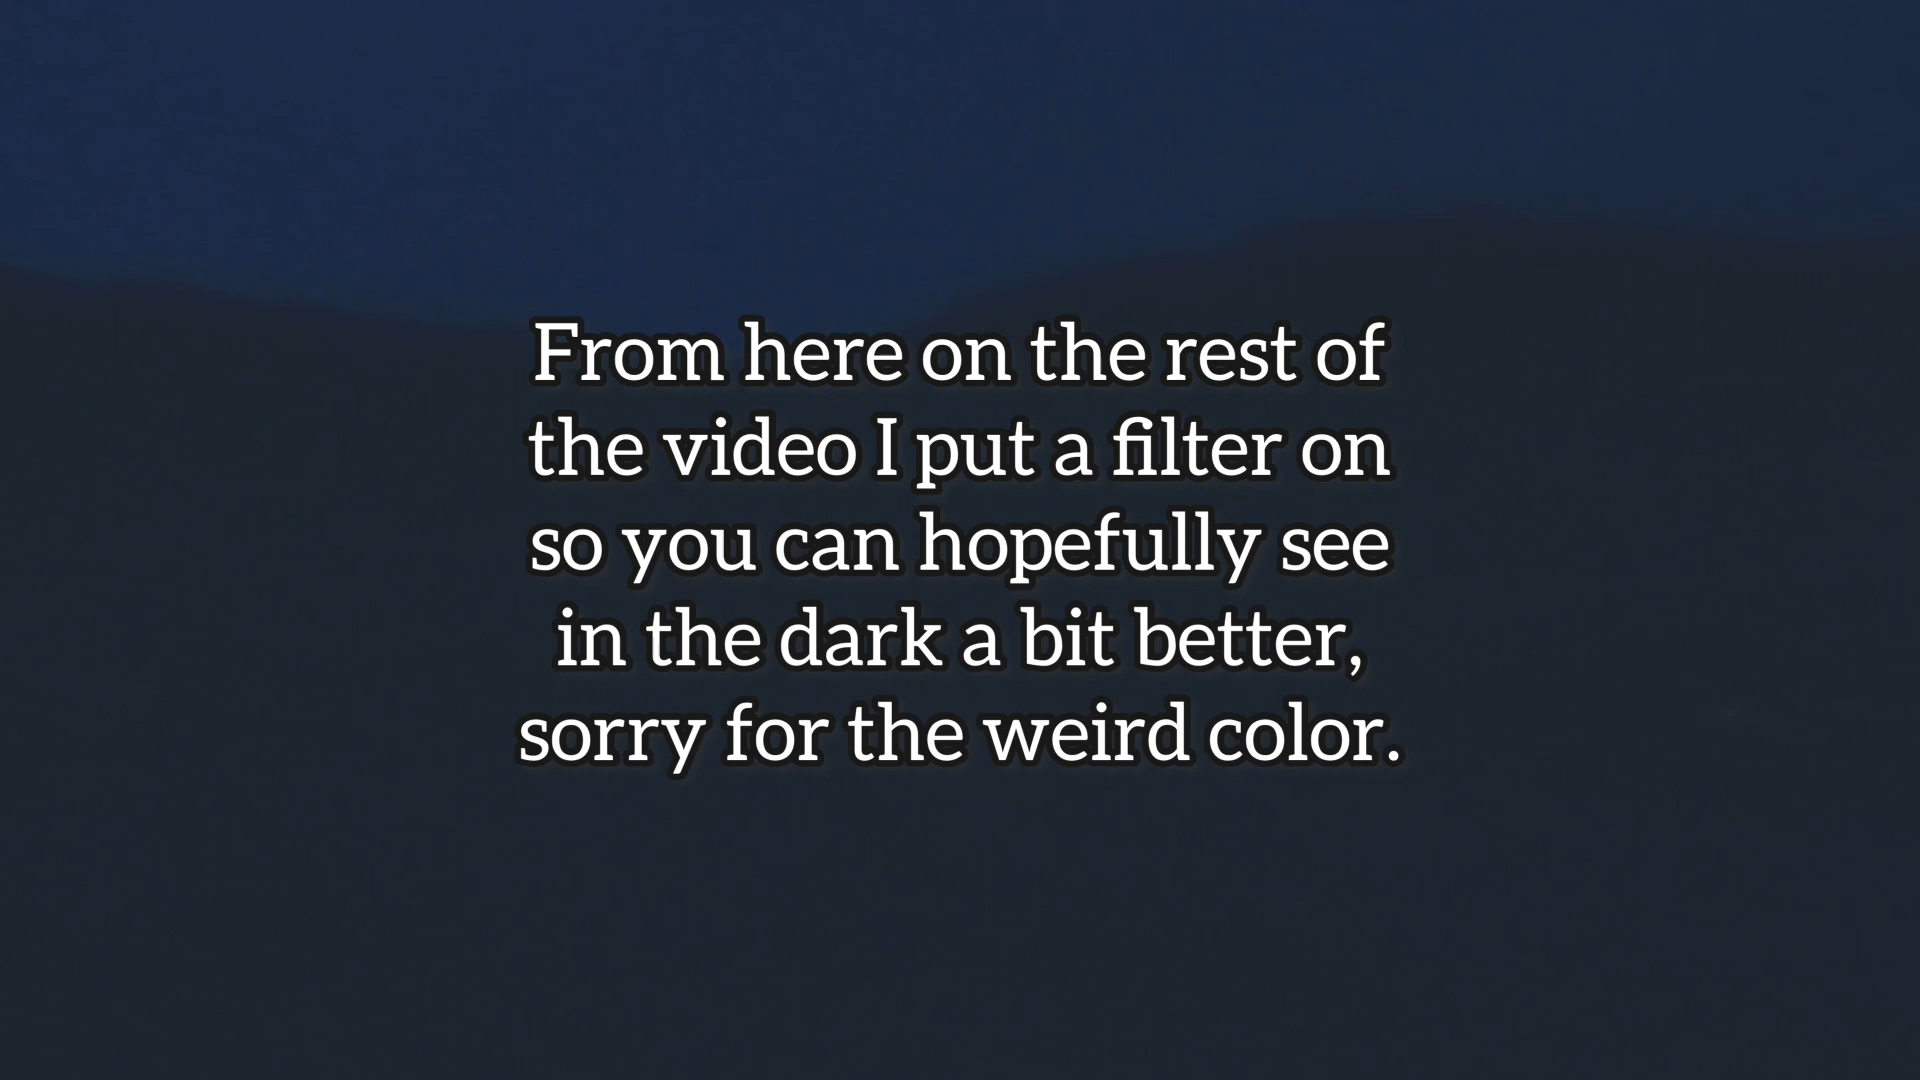 From here on the rest of
the video I put a filter on
so you can hopefully see
in the dark a bit better,
sorry for the weird color.